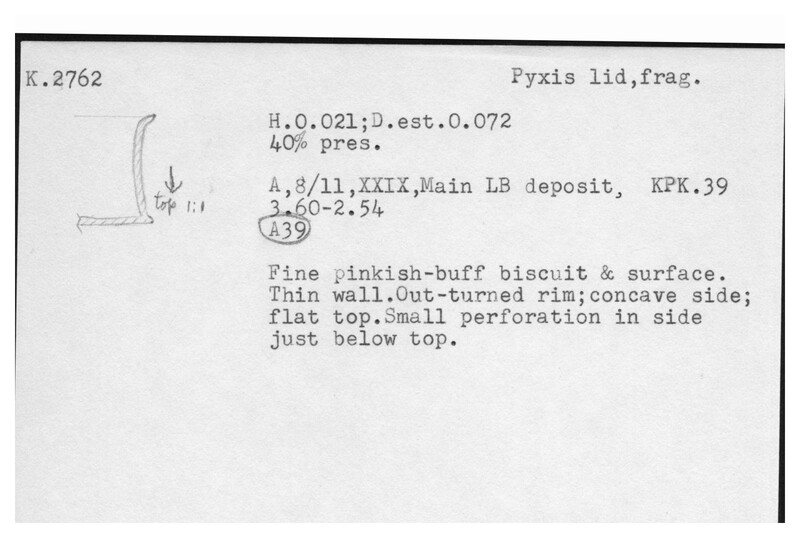 K.2762
Pyxis lid,frag.
H.0.021;D.est.0.072
40% pres.
top 1:1
A,8/11,XXIX,Main LB deposit, KPK.39
3.60-2.54
A39
Fine pinkish-buff biscuit & surface.
Thin wall.Out-turned rim;concave side;
flat top.Small perforation in side
just below top.